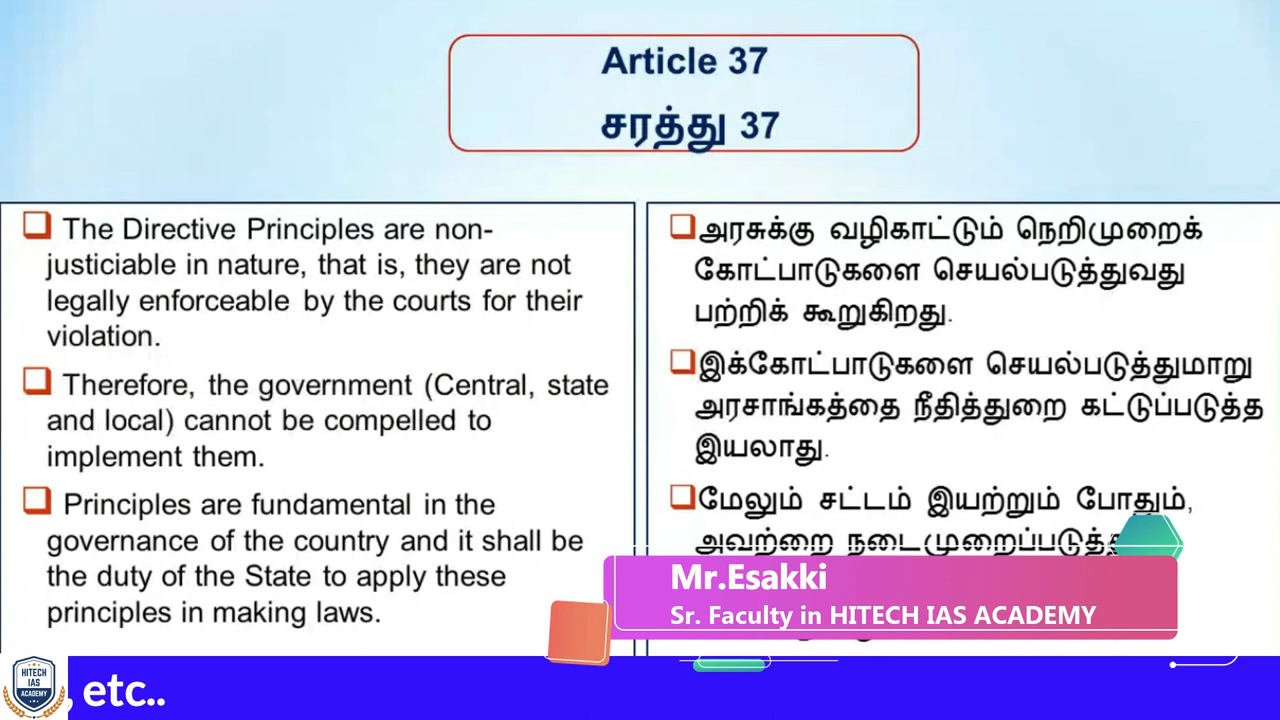 Article 37
சரத்து 37
The Directive Principles are non-
justiciable in nature, that is, they are not
legally enforceable by the courts for their
violation.
Therefore, the government (Central, state
and local) cannot be compelled to
implement them.
Principles are fundamental in the
governance of the country and it shall be
the duty of the State to apply these
principles in making laws.
அரசுக்கு வழிகாட்டும் நெறிமுறைக்
கோட்பாடுகளை செயல்படுத்துவது
பற்றிக் கூறுகிறது.
இக்கோட்பாடுகளை செயல்படுத்துமாறு
அரசாங்கத்தை நீதித்துறை கட்டுப்படுத்த
இயலாது.
மேலும் சட்டம் இயற்றும் போதும்,
அவற்றை
Mr.Esakki
Sr. Faculty in HITECH IAS ACADEMY
HITECH
IAS
ACADEMY
, etc..